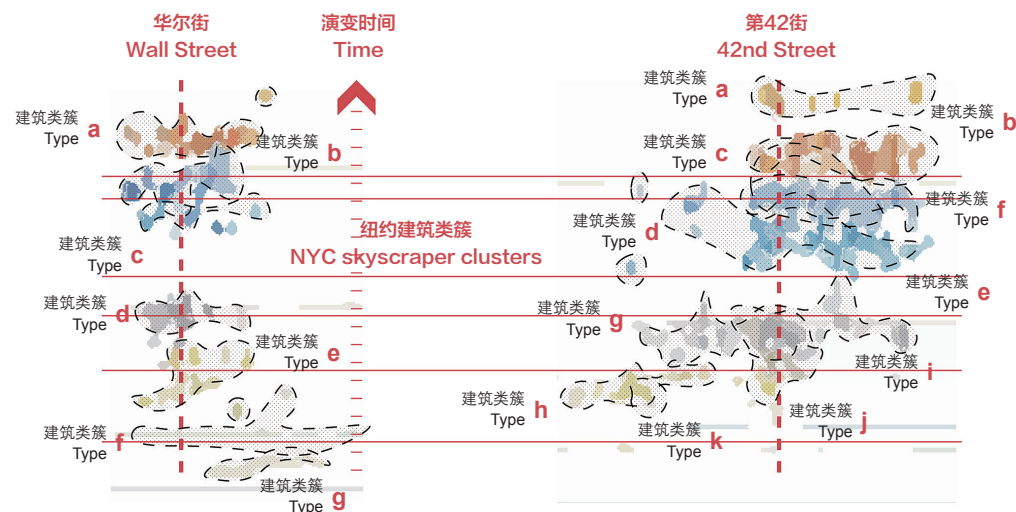 华尔街
Wall Street
演变时间
Time
第42街
42nd Street
建筑类簇
Type a
建筑类簇
Type b
建筑类簇
Type c
建筑类簇
Type d
建筑类簇
Type e
建筑类簇
Type f
建筑类簇
Type g
纽约建筑类簇
NYC skyscraper clusters
建筑类簇
Type a
建筑类簇
Type b
建筑类簇
Type c
建筑类簇
Type d
建筑类簇
Type f
建筑类簇
Type e
建筑类簇
Type g
建筑类簇
Type i
建筑类簇
Type h
建筑类簇
Type j
建筑类簇
Type k